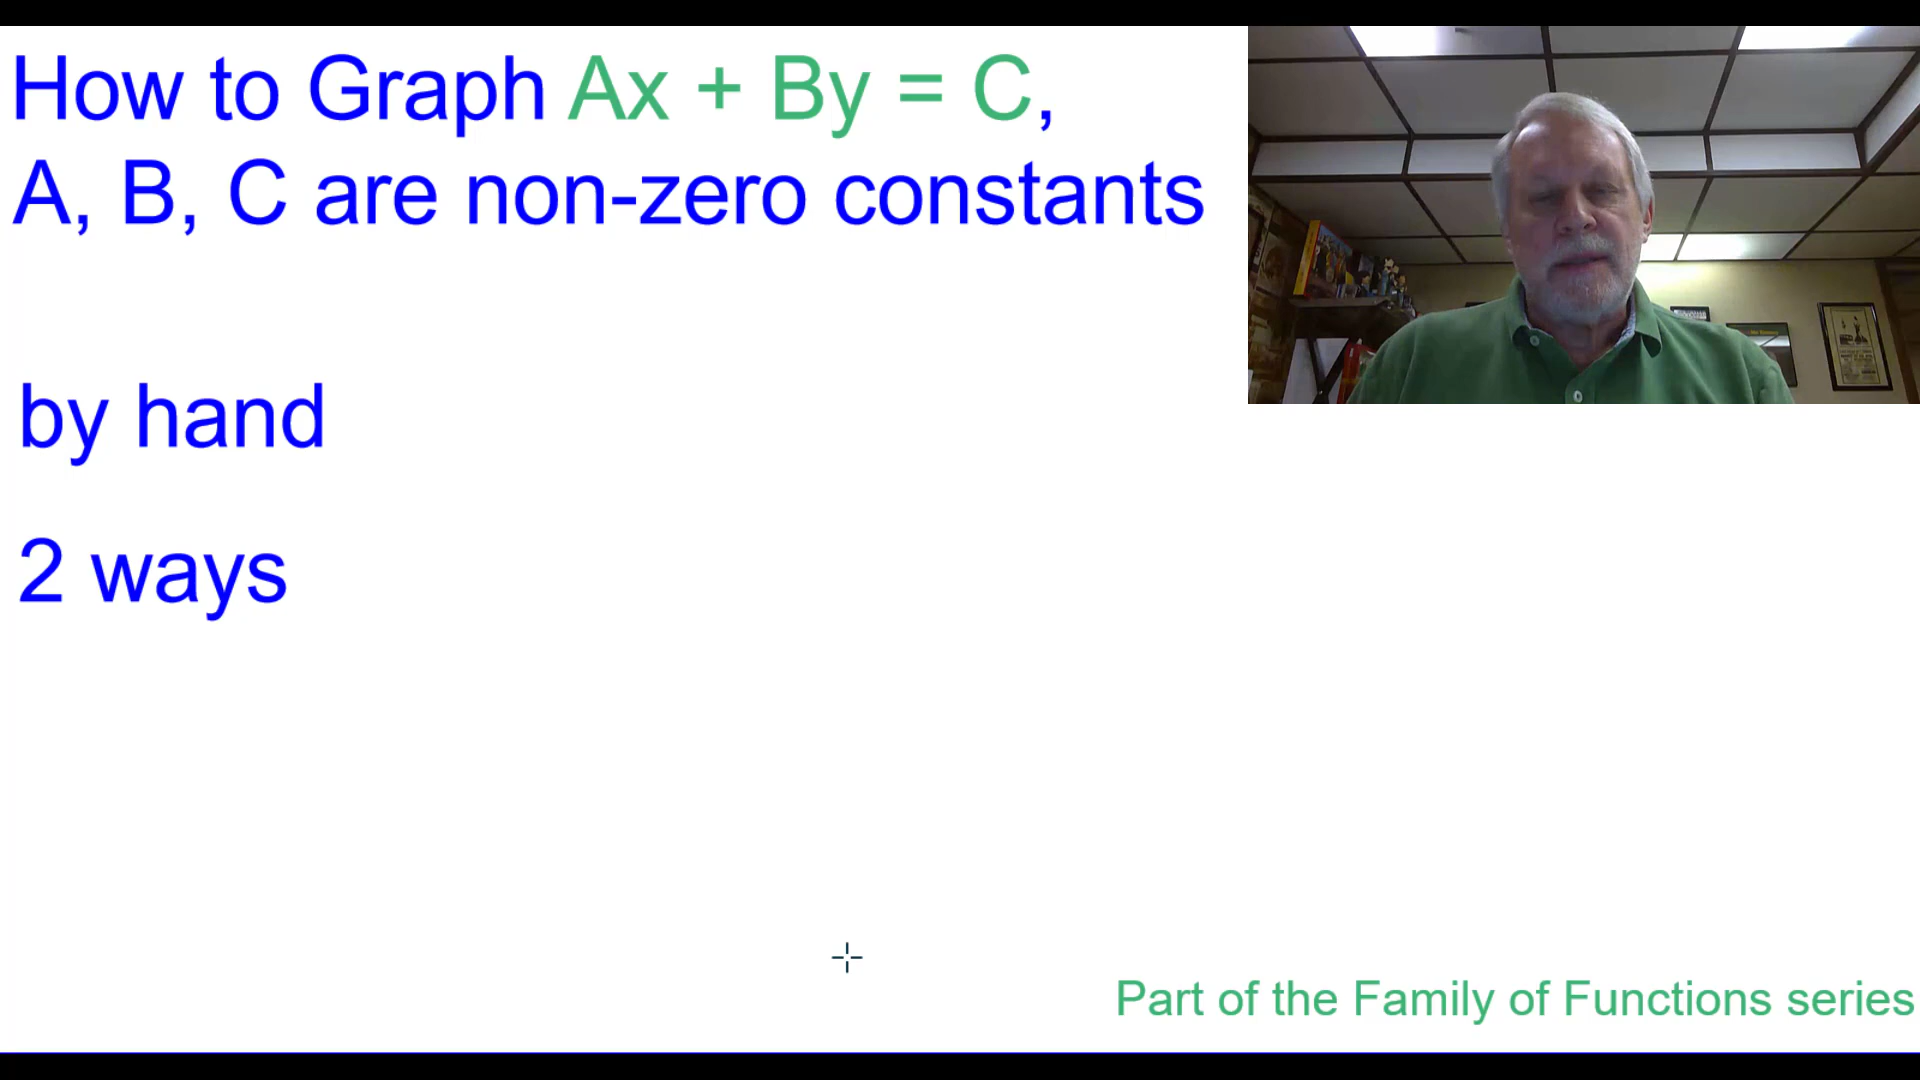 How to Graph Ax + By = C,
A, B, C are non-zero constants
by hand
2 ways
Part of the Family of Functions series